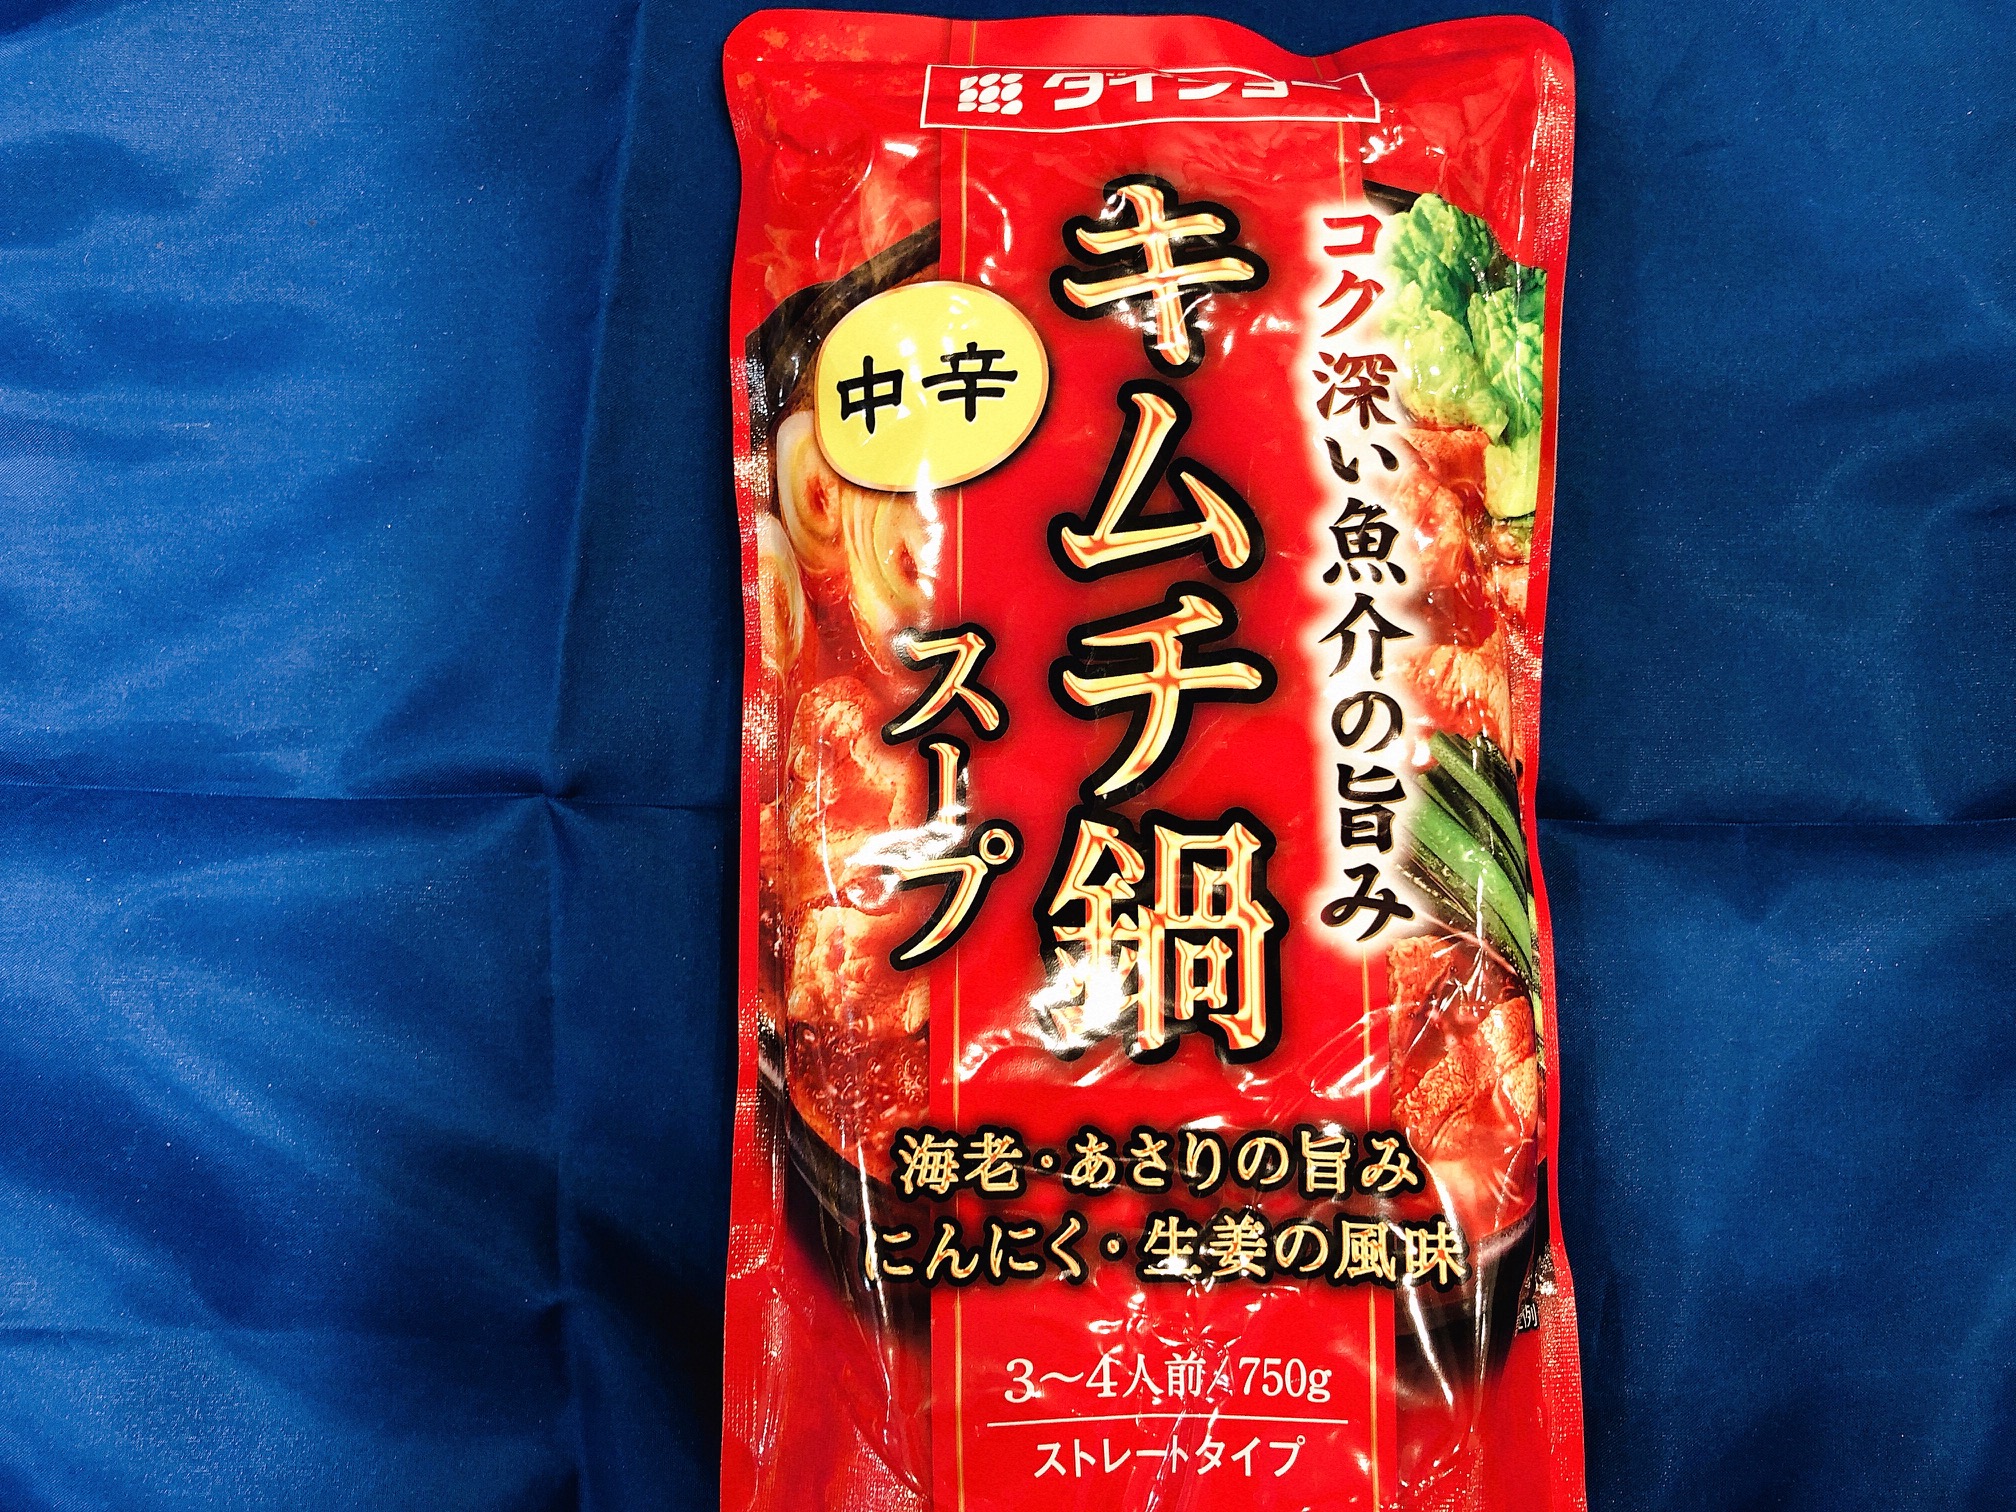 ダイショー
コク深い魚介の旨み
キムチ鍋
スープ
中辛
海老・あさりの旨み
にんにく・生姜の風味
3〜4人前/750g
ストレートタイプ